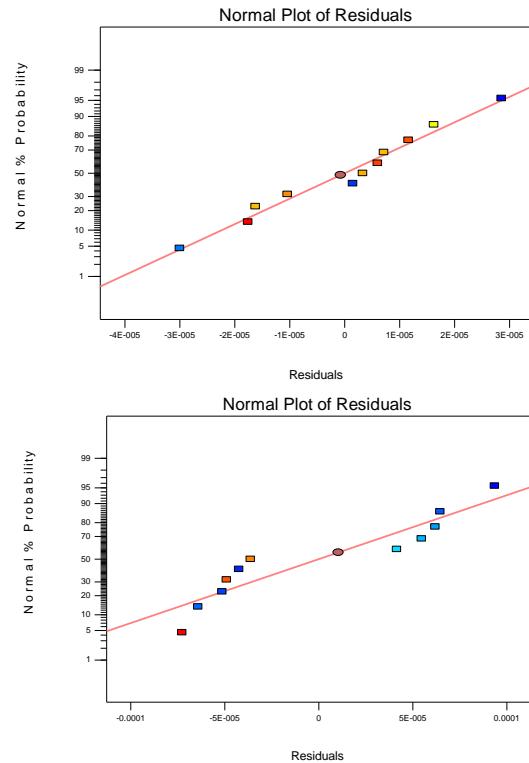 Normal Plot of Residuals
Normal % Probability
99
95
90
80
70
50
30
20
10
5
1
-4E-005 -3E-005 -2E-005 -1E-005 0 1E-005 2E-005 3E-005
Residuals
Normal Plot of Residuals
Normal % Probability
99
95
90
80
70
50
30
20
10
5
1
-0.0001 -5E-005 0 5E-005 0.0001
Residuals